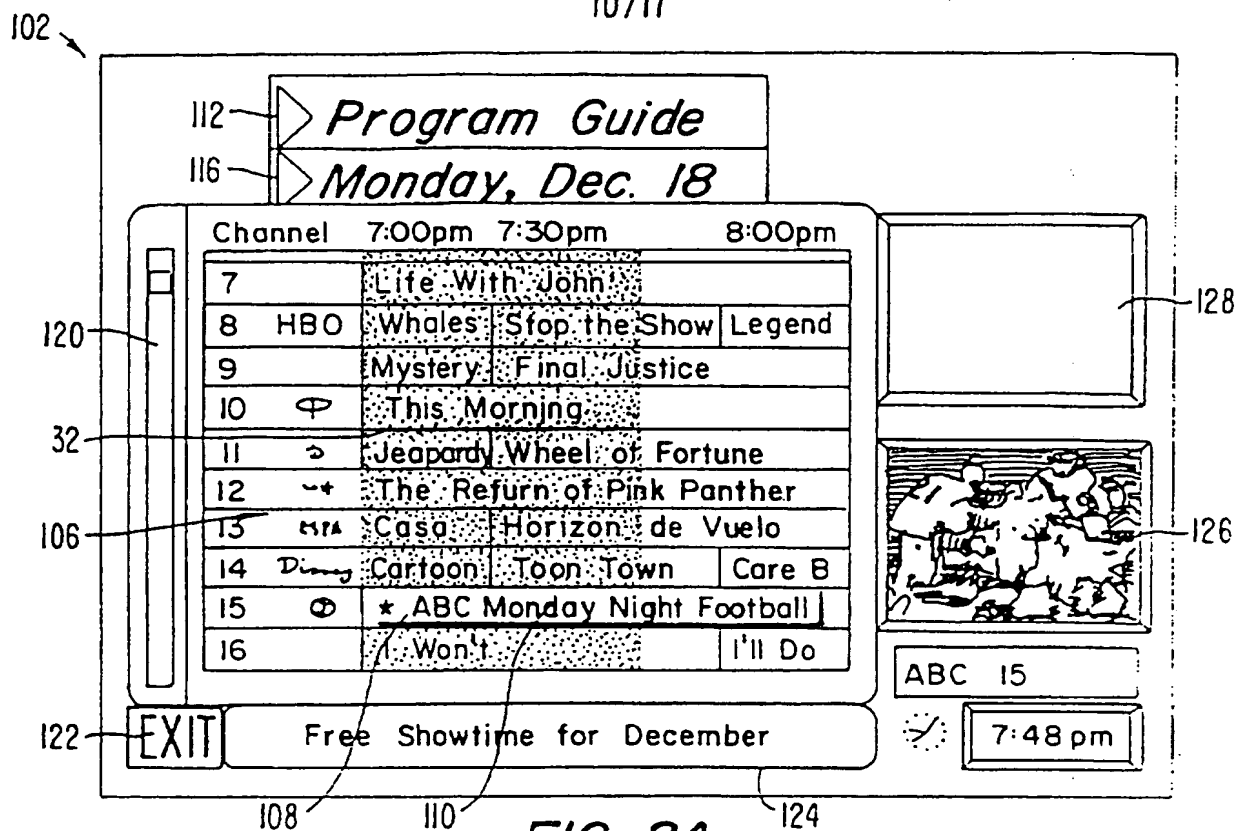 10/17
102
112 Program Guide
116 Monday, Dec. 18
Channel 7:00pm 7:30pm 8:00pm
7 Life With John
128
8 HBO Whales Stop the Show Legend
120
9 Mystery Final Justice
10 This Morning
32
11 Jeapardy Wheel of Fortune
12 The Return of Pink Panther
106
13 Casa Horizon de Vuelo
126
14 Disney Cartoon Toon Town Care B
15 * ABC Monday Night Football
16 I Won't I'll Do
ABC 15
122 EXIT Free Showtime for December 7:48 pm
108 110 124